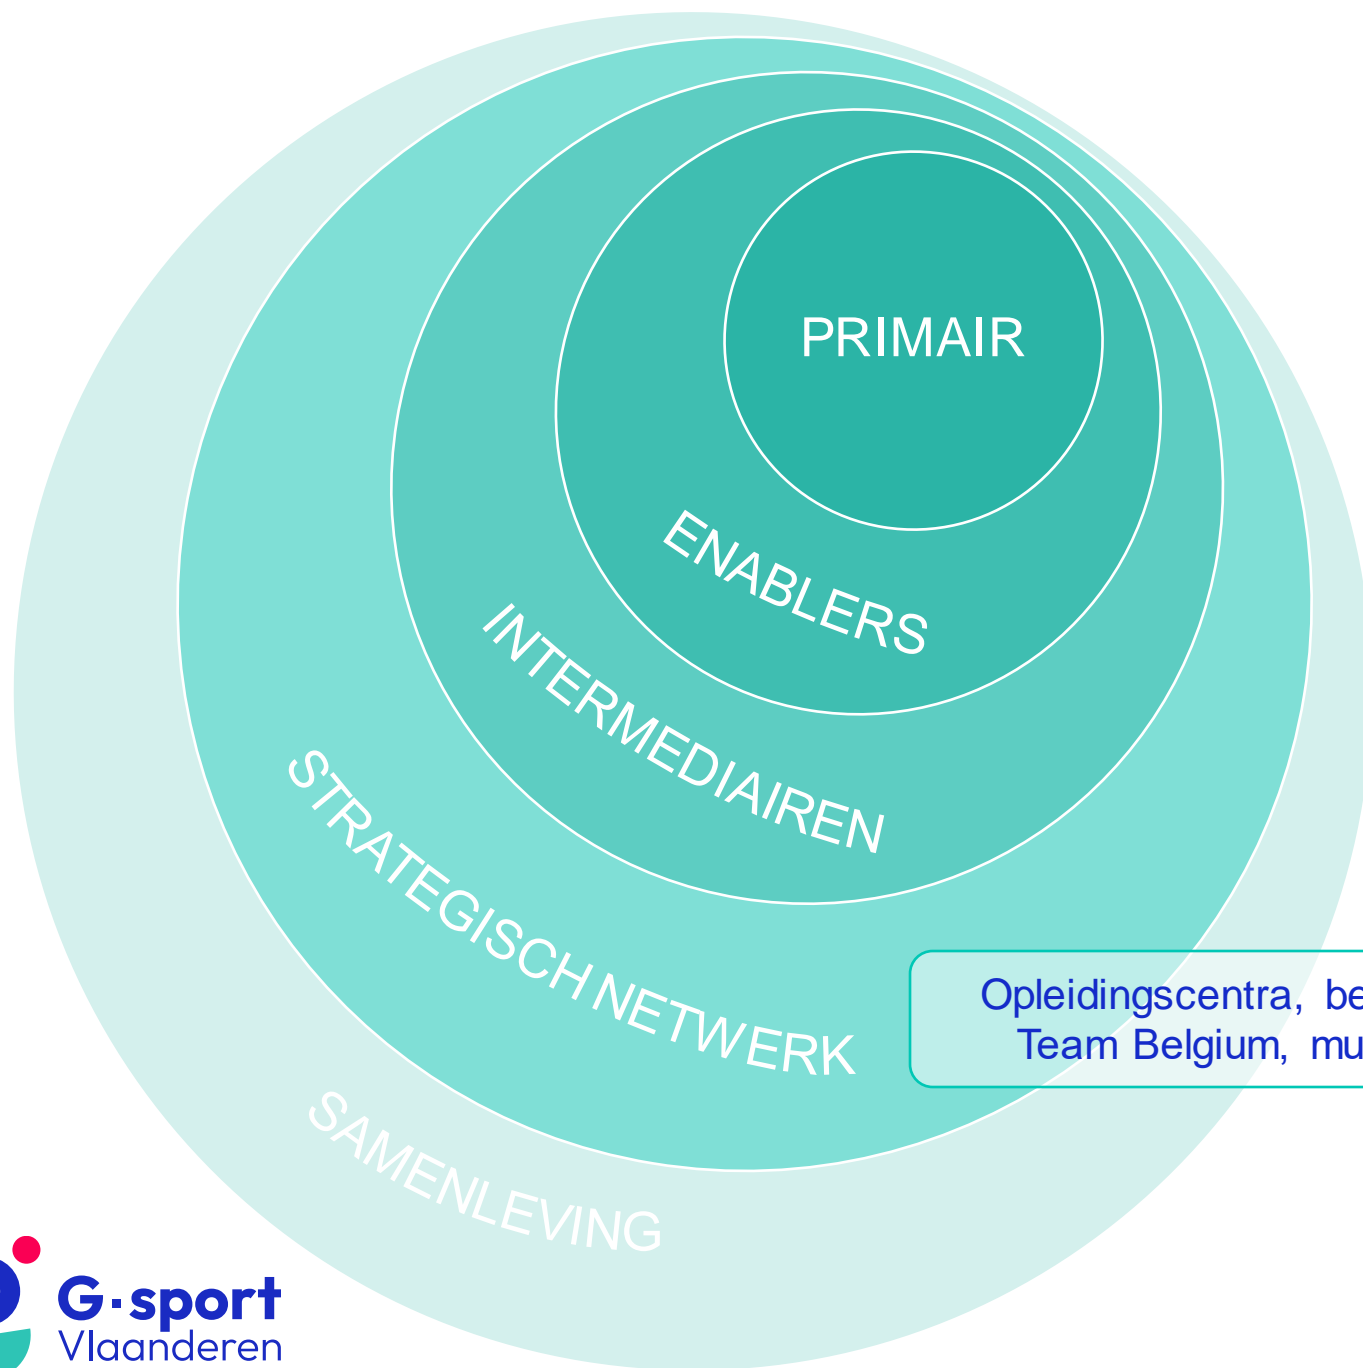 PRIMAIR
ENABLERS
INTERMEDIAIREN
STRATEGISCH NETWERK
Opleidingscentra,
Team Belgium,
SAMENLEVING
G-sport
Vlaanderen